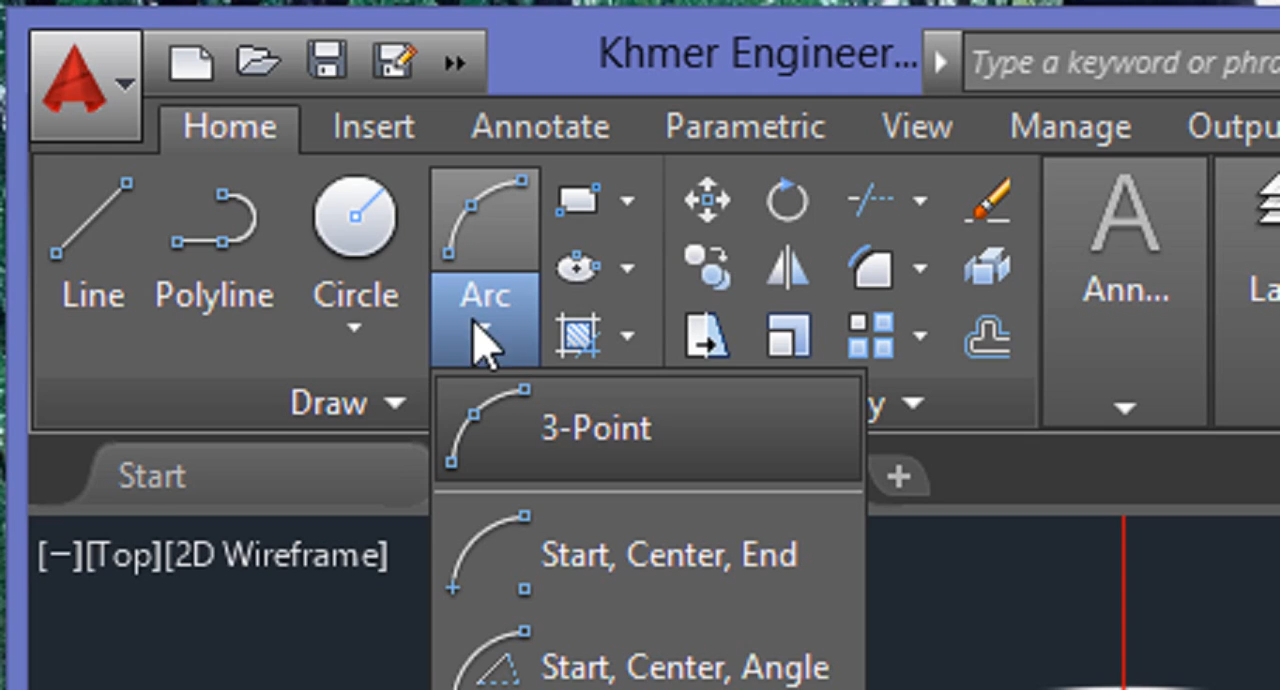 Khmer Engineer...
Type a keyword or phra
Home Insert Annotate Parametric View Manage Outpu
Line Polyline Circle Arc
A
Ann... La
Draw y
Start +
3-Point
[−][Top][2D Wireframe]
Start, Center, End
Start, Center, Angle